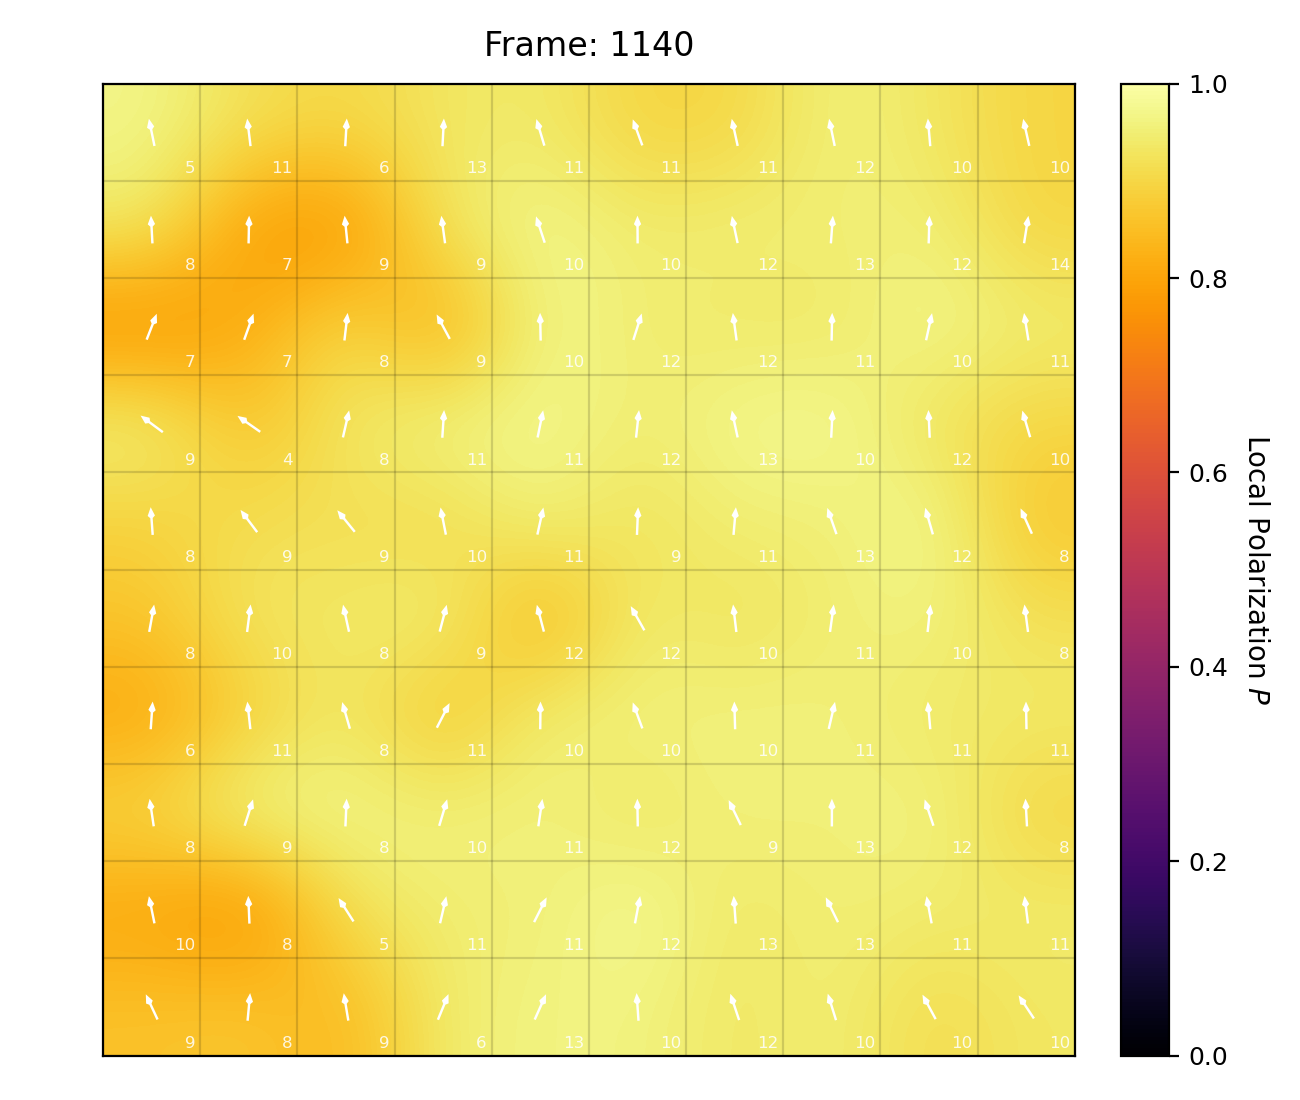 Frame: 1140
5 11 6 13 11 11 11 12 10 10
8 7 9 9 10 10 12 13 12 14
7 7 8 9 10 12 12 11 10 11
9 4 8 11 11 12 13 10 12 10
8 9 9 10 11 9 11 13 12 8
8 10 8 9 12 12 10 11 10 8
6 11 8 11 10 10 10 11 11 11
8 9 8 10 11 12 9 13 12 8
10 8 5 11 11 12 13 13 11 11
9 8 9 6 13 10 12 10 10 10
1.0
0.8
0.6
0.4
0.2
0.0
Local Polarization P